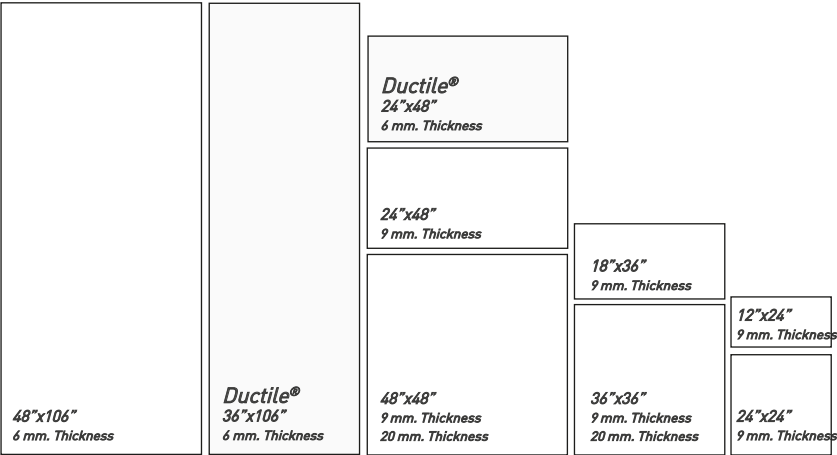 48”x106”
6 mm. Thickness
Ductile®
36”x106”
6 mm. Thickness
Ductile®
24”x48”
6 mm. Thickness
24”x48”
9 mm. Thickness
48”x48”
9 mm. Thickness
20 mm. Thickness
18”x36”
9 mm. Thickness
36”x36”
9 mm. Thickness
20 mm. Thickness
12”x24”
9 mm. Thickness
24”x24”
9 mm. Thickness